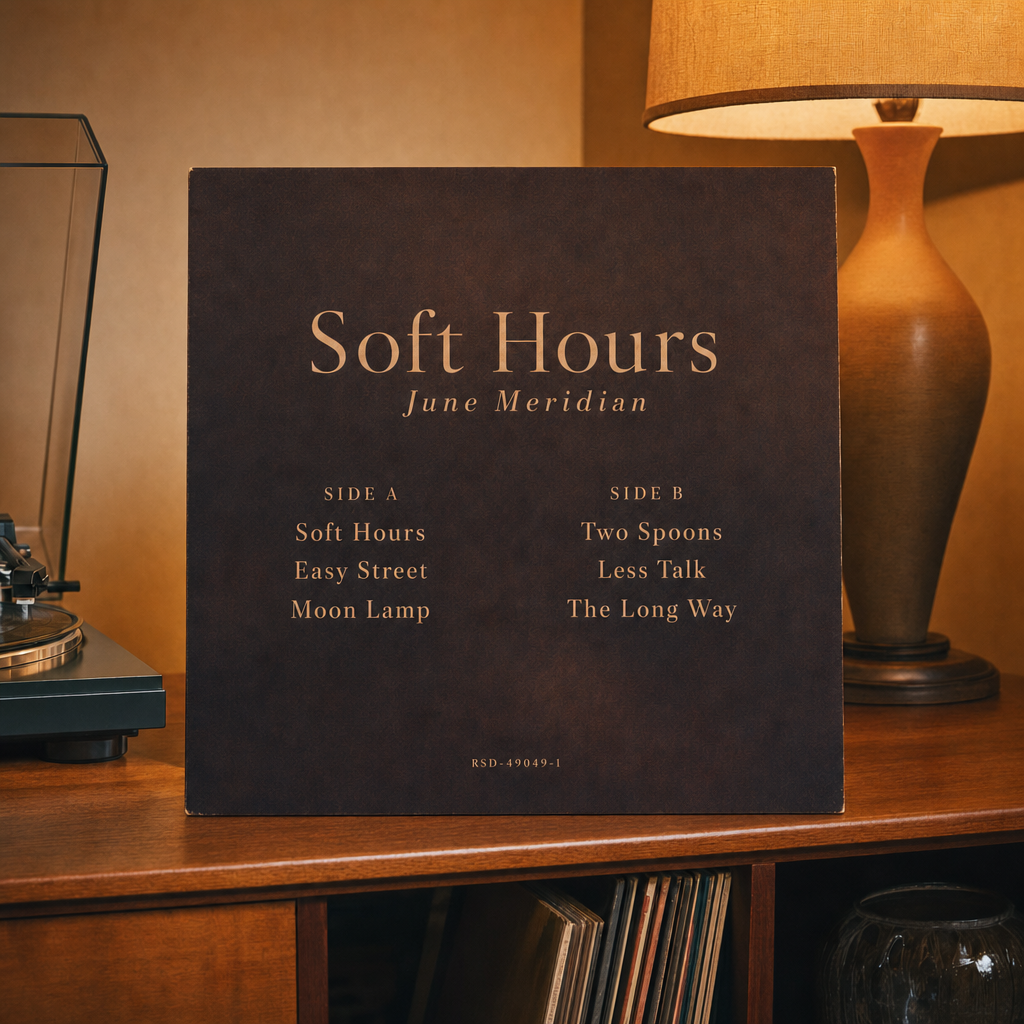 Soft Hours
June Meridian
SIDE A
Soft Hours
Easy Street
Moon Lamp
SIDE B
Two Spoons
Less Talk
The Long Way
RSD-49049-1